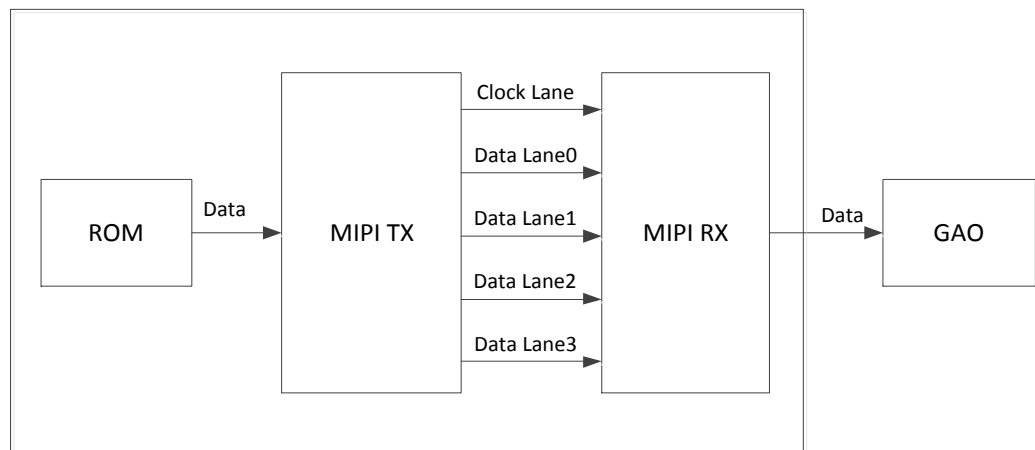 Clock Lane
Data Lane0
Data
ROM
MIPI TX
Data Lane1
MIPI RX
Data
GAO
Data Lane2
Data Lane3